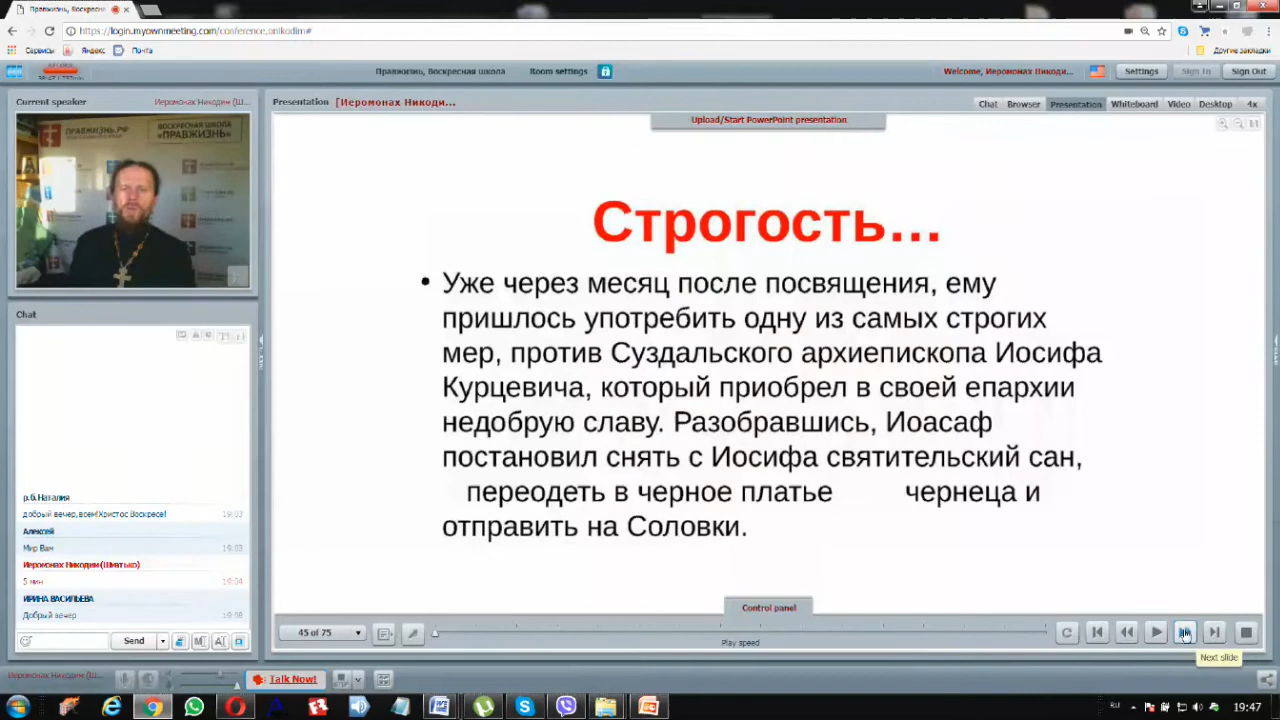 Правжизнь, Воскресн
https://login.myownmeeting.com/conference,onikodim#
Сервисы Яндекс Почта
Другие закладки
Правжизнь, Воскресная школа Room settings
Welcome, Иеромонах Никоди...
Settings Sign In Sign Out
Current speaker Иеромонах Никодим (Ш...
ПРАВЖИЗНЬ.РФ
ВОСКРЕСНАЯ ШКОЛА
«ПРАВЖИЗНЬ»
Presentation [Иеромонах Никоди...
Chat Browser Presentation Whiteboard Video Desktop 4x
Upload/Start PowerPoint presentation
Строгость...
• Уже через месяц после посвящения, ему
пришлось употребить одну из самых строгих
мер, против Суздальского архиепископа Иосифа
Курцевича, который приобрел в своей епархии
недобрую славу. Разобравшись, Иоасаф
постановил снять с Иосифа святительский сан,
переодеть в черное платье чернеца и
отправить на Соловки.
Chat
р.б.Наталия
добрый вечер,всем!Христос Воскресе! 19:03
Алексей
Мир Вам 19:03
Иеромонах Никодим (Шматько)
5 мин 19:04
ИРИНА ВАСИЛЬЕВА
Добрый вечер 19:08
Send
Control panel
45 of 75
Play speed
Next slide
Иеромонах Никодим (Ш...
Talk Now!
RU 19:47